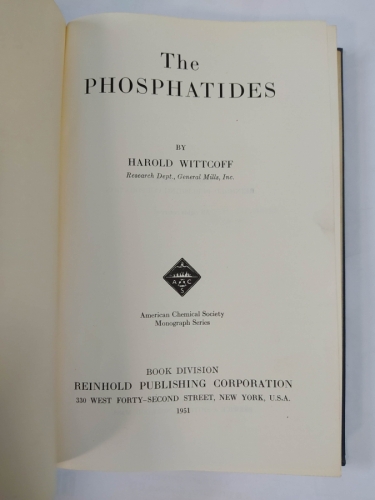 The
PHOSPHATIDES
BY
HAROLD WITTCOFF
Research Dept., General Mills, Inc.
American Chemical Society
Monograph Series
BOOK DIVISION
REINHOLD PUBLISHING CORPORATION
330 WEST FORTY-SECOND STREET, NEW YORK, U.S.A.
1951